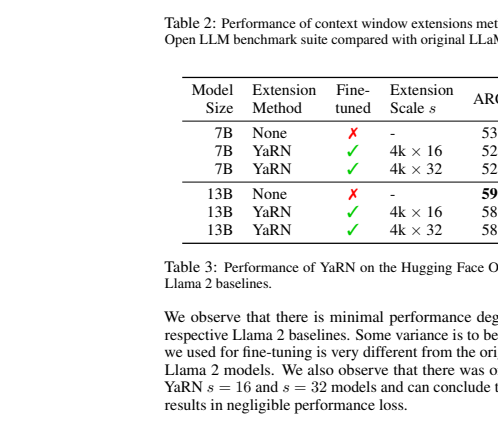 Table 2: Performance of context window extensions
Open LLM benchmark suite compared with original
Model Extension Fine- Extension
Size Method tuned Scale s
7B None ✗ - 53
7B YaRN ✓ 4k × 16 52
7B YaRN ✓ 4k × 32 52
13B None ✗ - 59
13B YaRN ✓ 4k × 16 58
13B YaRN ✓ 4k × 32 58
Table 3: Performance of YaRN on the Hugging Face
Llama 2 baselines.
We observe that there is minimal performance
respective Llama 2 baselines. Some variance is to be
we used for fine-tuning is very different from the
Llama 2 models. We also observe that there was
YaRN s = 16 and s = 32 models and can conclude
results in negligible performance loss.